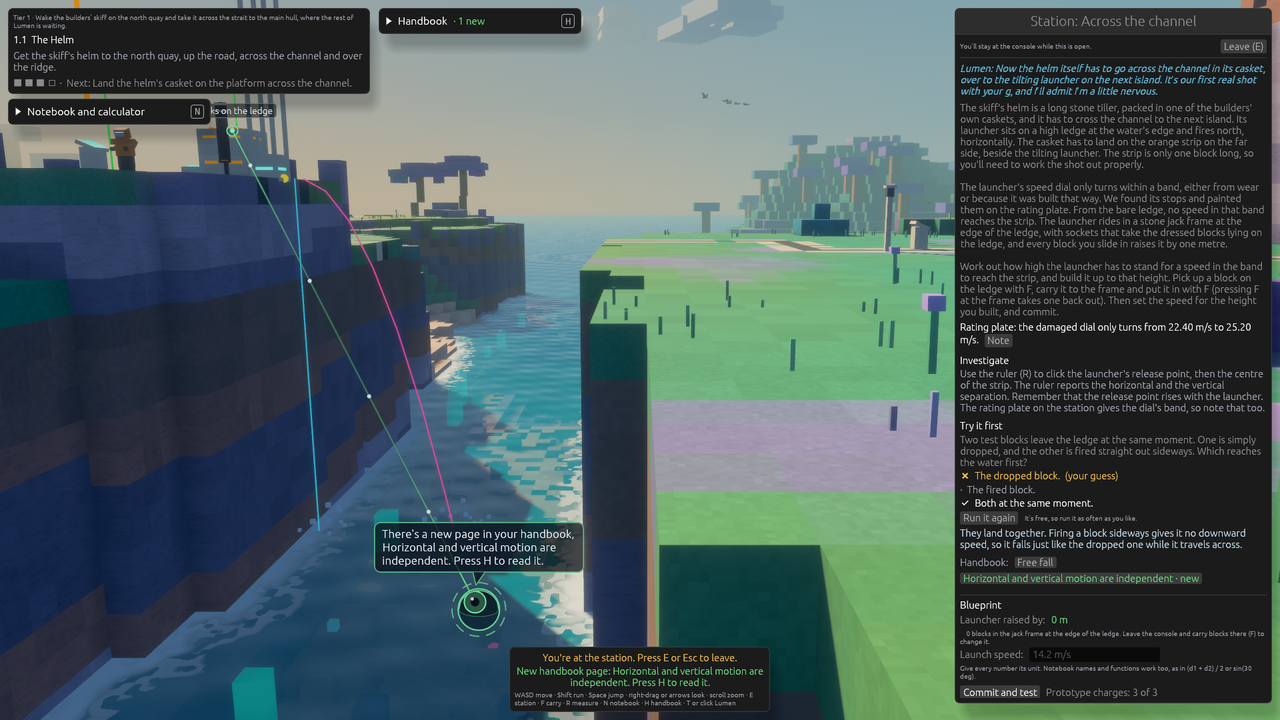 Tier 1 · Wake the builders' skiff on the north quay and take it across the strait to the main hull, where the rest of
Lumen is waiting.
1.1 The Helm
Get the skiff's helm to the north quay, up the road, across the channel and over
the ridge.
· Next: Land the helm's casket on the platform across the channel.
Handbook · 1 new
H
Notebook and calculator
N
ks on the ledge
There's a new page in your handbook,
Horizontal and vertical motion are
independent. Press H to read it.
You're at the station. Press E or Esc to leave.
New handbook page: Horizontal and vertical motion are
independent. Press H to read it.
WASD move · Shift run · Space jump · right-drag or arrows look · scroll zoom · E
station · F carry · R measure · N notebook · H handbook · T or click Lumen
Station: Across the channel
You'll stay at the console while this is open.
Leave (E)
Lumen: Now the helm itself has to go across the channel in its casket,
over to the tilting launcher on the next island. It's our first real shot
with your g, and I'll admit I'm a little nervous.
The skiff's helm is a long stone tiller, packed in one of the builders'
own caskets, and it has to cross the channel to the next island. Its
launcher sits on a high ledge at the water's edge and fires north,
horizontally. The casket has to land on the orange strip on the far
side, beside the tilting launcher. The strip is only one block long, so
you'll need to work the shot out properly.
The launcher's speed dial only turns within a band, either from wear
or because it was built that way. We found its stops and painted
them on the rating plate. From the bare ledge, no speed in that band
reaches the strip. The launcher rides in a stone jack frame at the
edge of the ledge, with sockets that take the dressed blocks lying on
the ledge, and every block you slide in raises it by one metre.
Work out how high the launcher has to stand for a speed in the band
to reach the strip, and build it up to that height. Pick up a block on
the ledge with F, carry it to the frame and put it in with F (pressing F
at the frame takes one back out). Then set the speed for the height
you built, and commit.
Rating plate: the damaged dial only turns from 22.40 m/s to 25.20
m/s. Note
Investigate
Use the ruler (R) to click the launcher's release point, then the centre
of the strip. The ruler reports the horizontal and the vertical
separation. Remember that the release point rises with the launcher.
The rating plate on the station gives the dial's band, so note that too.
Try it first
Two test blocks leave the ledge at the same moment. One is simply
dropped, and the other is fired straight out sideways. Which reaches
the water first?
The dropped block. (your guess)
· The fired block.
Both at the same moment.
Run it again It's free, so run it as often as you like.
They land together. Firing a block sideways gives it no downward
speed, so it falls just like the dropped one while it travels across.
Handbook: Free fall
Horizontal and vertical motion are independent · new
Blueprint
Launcher raised by: 0 m
0 blocks in the jack frame at the edge of the ledge. Leave the console and carry blocks there (F) to
change it.
Launch speed: 14.2 m/s
Give every number its unit. Notebook names and functions work too, as in (d1 + d2) / 2 or sin(30
deg).
Commit and test Prototype charges: 3 of 3